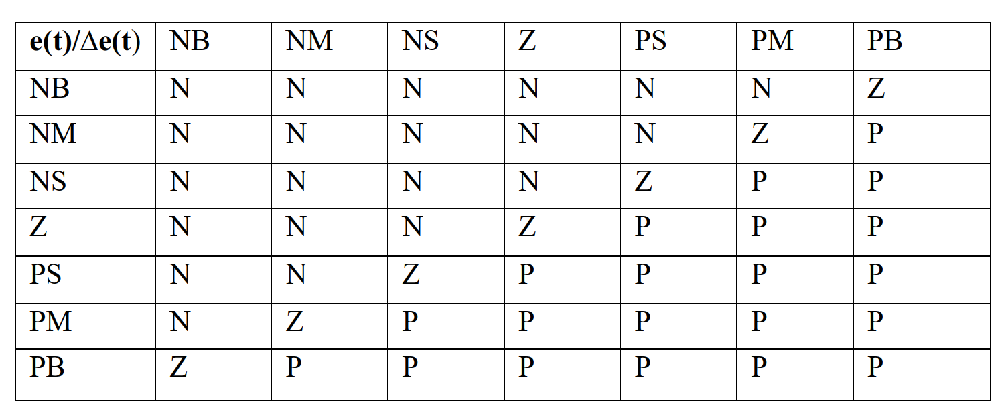 e(t)/Δe(t) NB NM NS Z PS PM PB
NB N N N N N N Z
NM N N N N N Z P
NS N N N N Z P P
Z N N N Z P P P
PS N N Z P P P P
PM N Z P P P P P
PB Z P P P P P P